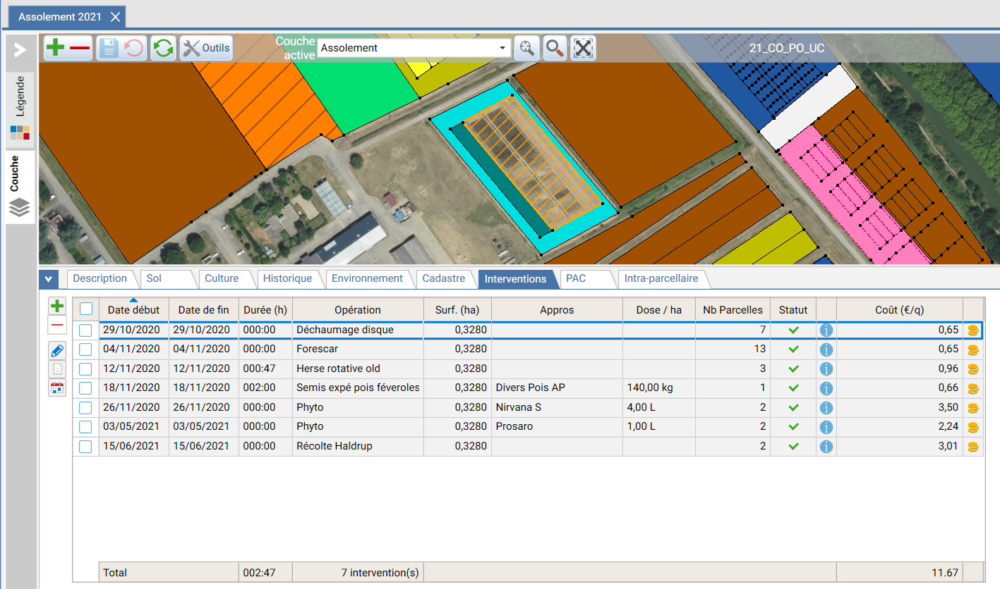 Assolement 2021
Outils
Couche active
Assolement
21_CO_PO_UC
Légende
Couche
Description Sol Culture Historique Environnement Cadastre Interventions PAC Intra-parcellaire
Date début Date de fin Durée (h) Opération Surf. (ha) Appros Dose / ha Nb Parcelles Statut Coût (€/q)
29/10/2020 29/10/2020 000:00 Déchaumage disque 0,3280 7 0,65
04/11/2020 04/11/2020 000:00 Forescar 0,3280 13 0,65
12/11/2020 12/11/2020 000:47 Herse rotative old 0,3280 3 0,96
18/11/2020 18/11/2020 002:00 Semis expé pois féveroles 0,3280 Divers Pois AP 140,00 kg 1 0,66
26/11/2020 26/11/2020 000:00 Phyto 0,3280 Nirvana S 4,00 L 2 3,50
03/05/2021 03/05/2021 000:00 Phyto 0,3280 Prosaro 1,00 L 2 2,24
15/06/2021 15/06/2021 000:00 Récolte Haldrup 0,3280 2 3,01
Total 002:47 7 intervention(s) 11.67